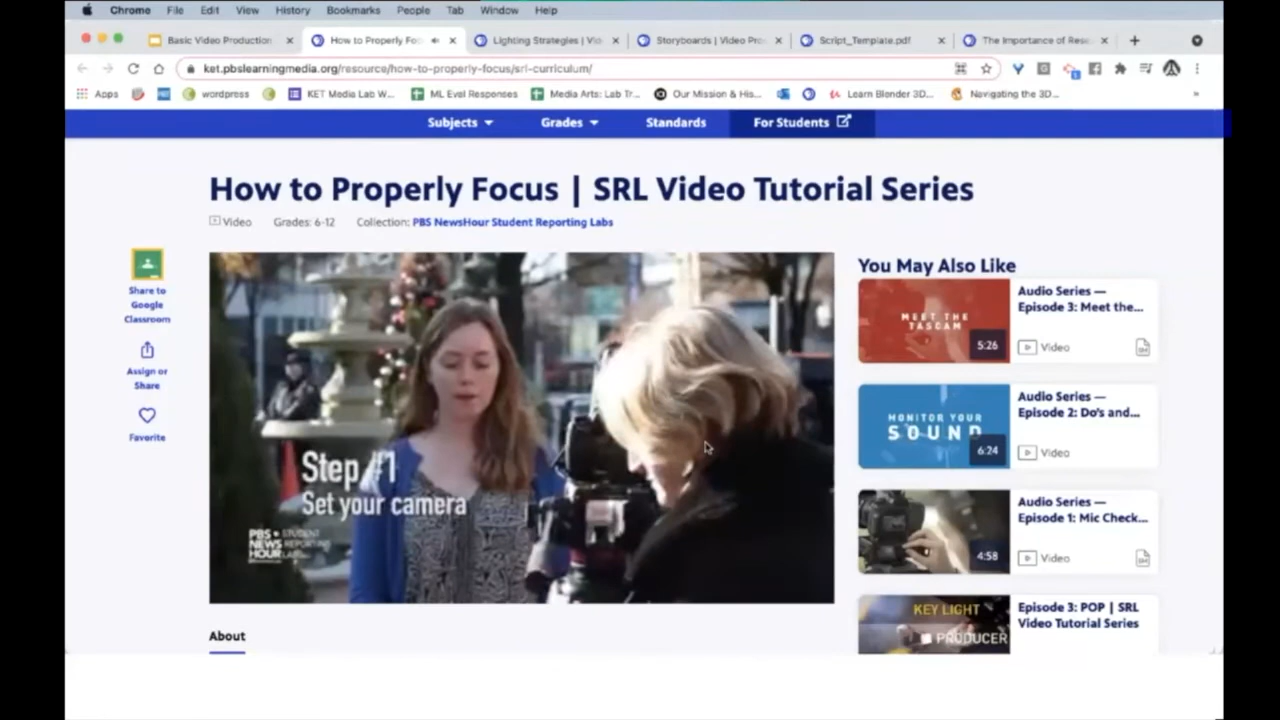 Chrome File Edit View History Bookmarks People Tab Window Help
Basic Video Production
How to Properly Foc
Lighting Strategies | Vid
Storyboards | Video Pro
Script_Template.pdf
The Importance of Rese
ket.pbslearningmedia.org/resource/how-to-properly-focus/srl-curriculum/
Apps
wordpress
KET Media Lab W...
ML Eval Responses
Media Arts: Lab Tr...
Our Mission & His...
Learn Blender 3D...
Navigating the 3D...
»
Subjects Grades Standards For Students
How to Properly Focus | SRL Video Tutorial Series
Video Grades: 6-12 Collection: PBS NewsHour Student Reporting Labs
Share to
Google
Classroom
Assign or
Share
Favorite
Step #1
Set your camera
PBS STUDENT
NEWS REPORTING
HOUR LABS
You May Also Like
MEET THE
TASCAM
5:26
Audio Series —
Episode 3: Meet the...
Video
MONITOR YOUR
SOUND
6:24
Audio Series —
Episode 2: Do's and...
Video
4:58
Audio Series —
Episode 1: Mic Check...
Video
KEY LIGHT
PRODUCER
Episode 3: POP | SRL
Video Tutorial Series
About